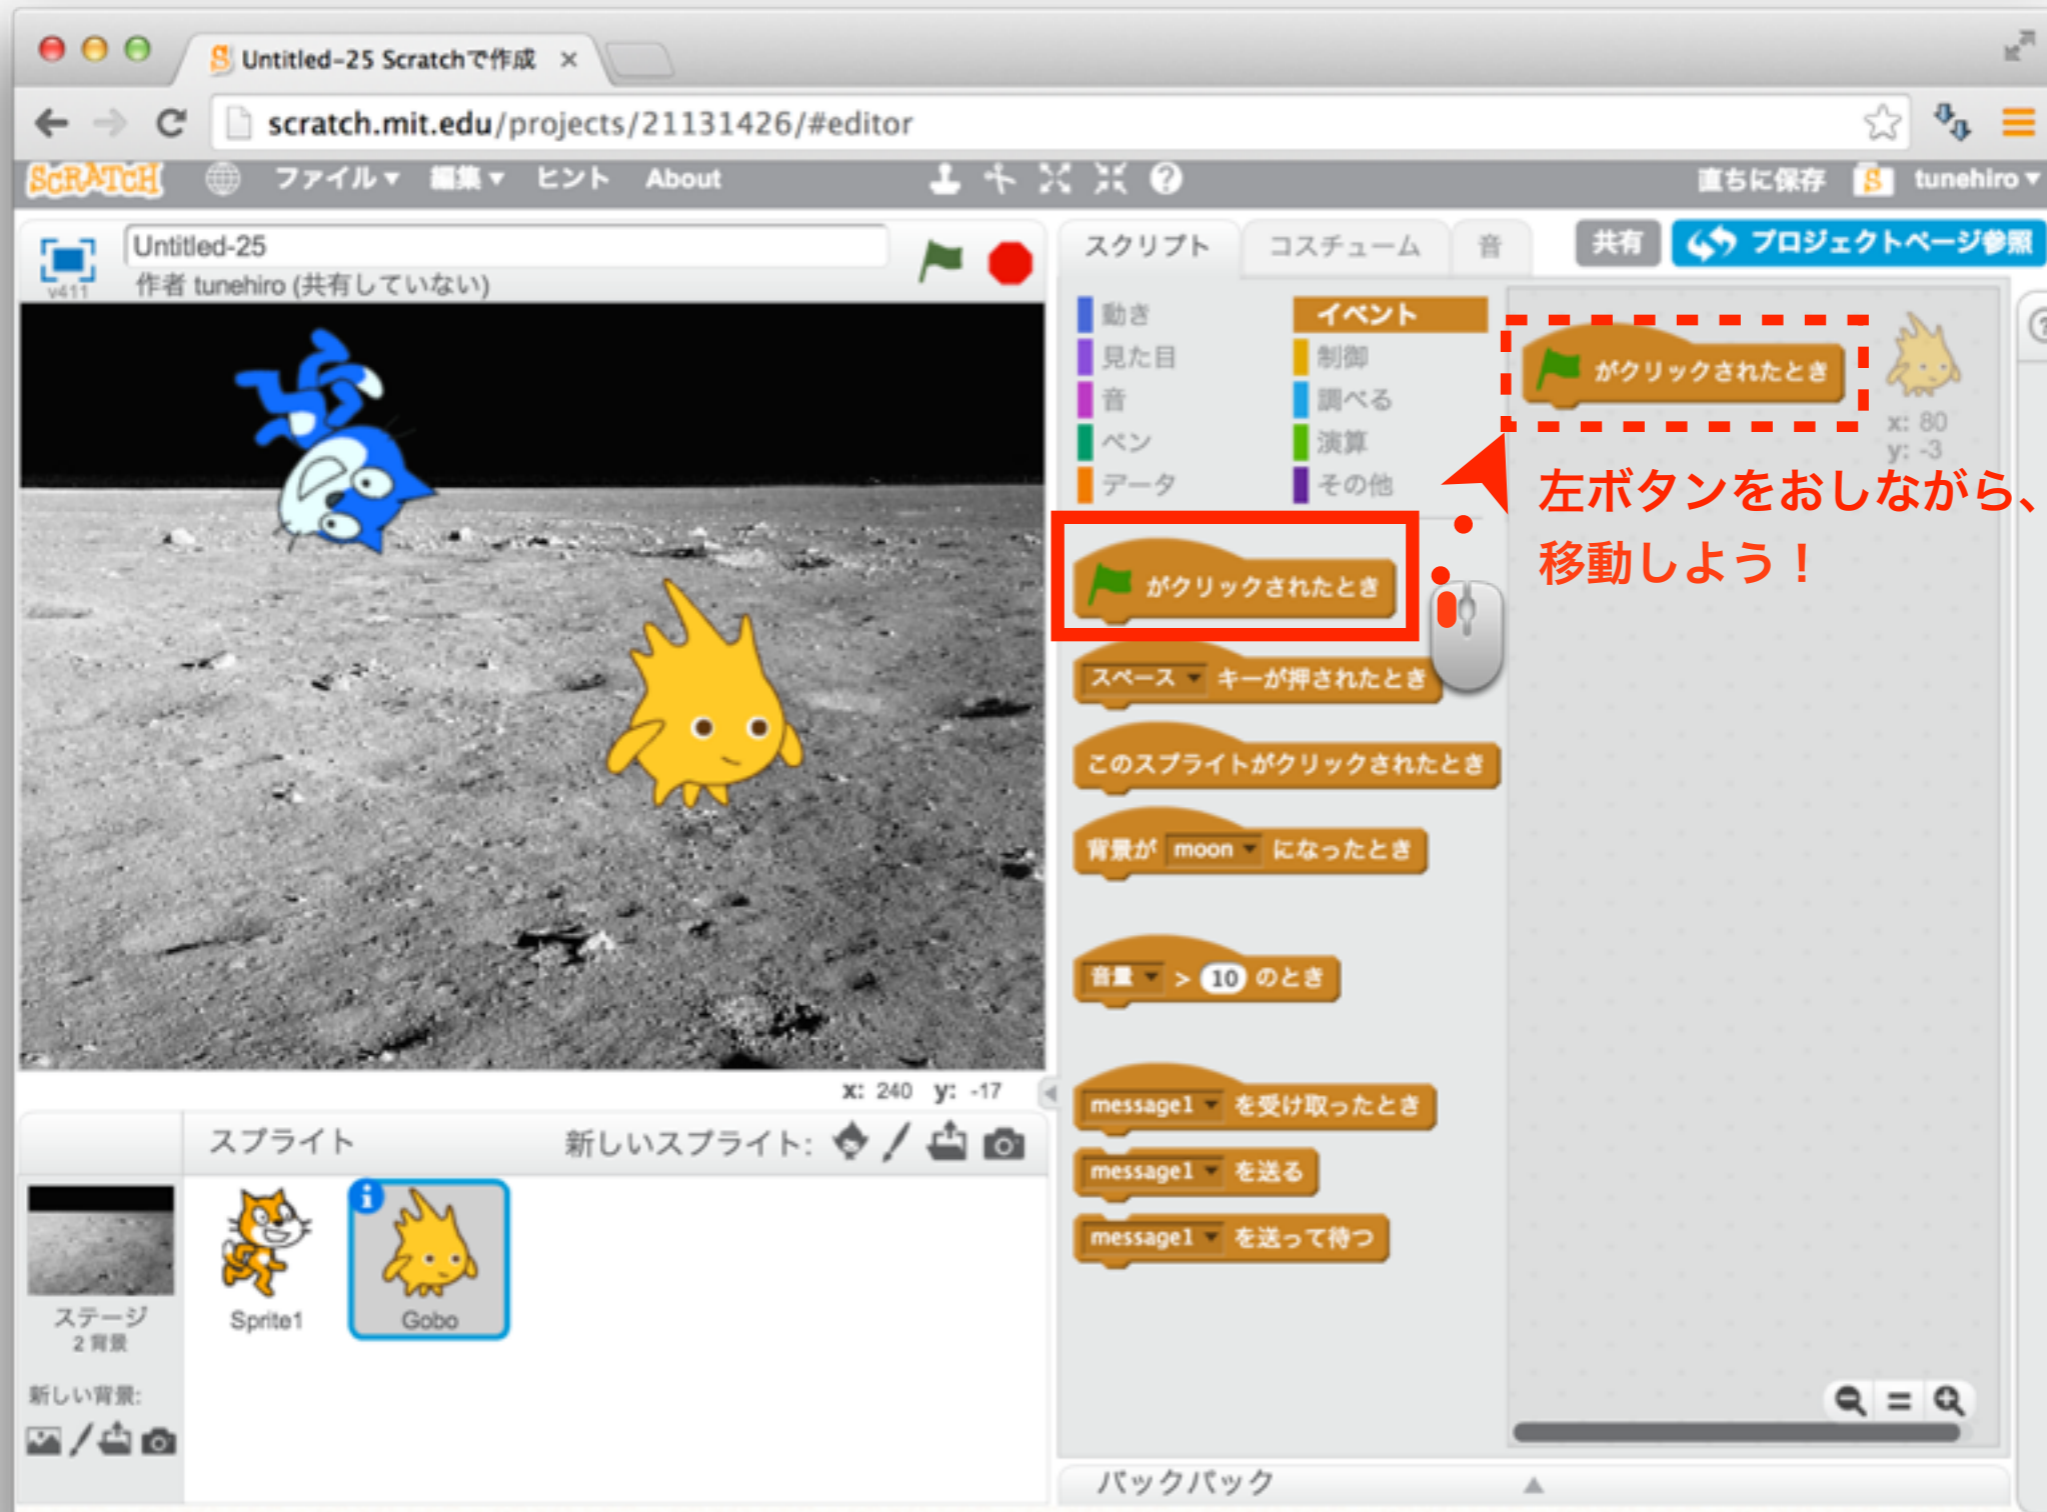 Untitled-25 Scratchで作成
scratch.mit.edu/projects/21131426/#editor
SCRATCH ファイル 編集 ヒント About 直ちに保存 tunehiro
Untitled-25
作者 tunehiro (共有していない)
v411
スクリプト コスチューム 音 共有 プロジェクトページ参照
動き イベント
見た目 制御
音 調べる
ペン 演算
データ その他
がクリックされたとき
x: 80
y: -3
左ボタンをおしながら、
移動しよう！
がクリックされたとき
スペース キーが押されたとき
このスプライトがクリックされたとき
背景が moon になったとき
音量 > 10 のとき
message1 を受け取ったとき
message1 を送る
message1 を送って待つ
x: 240 y: -17
スプライト 新しいスプライト:
ステージ
2 背景
新しい背景:
Sprite1
Gobo
バックパック